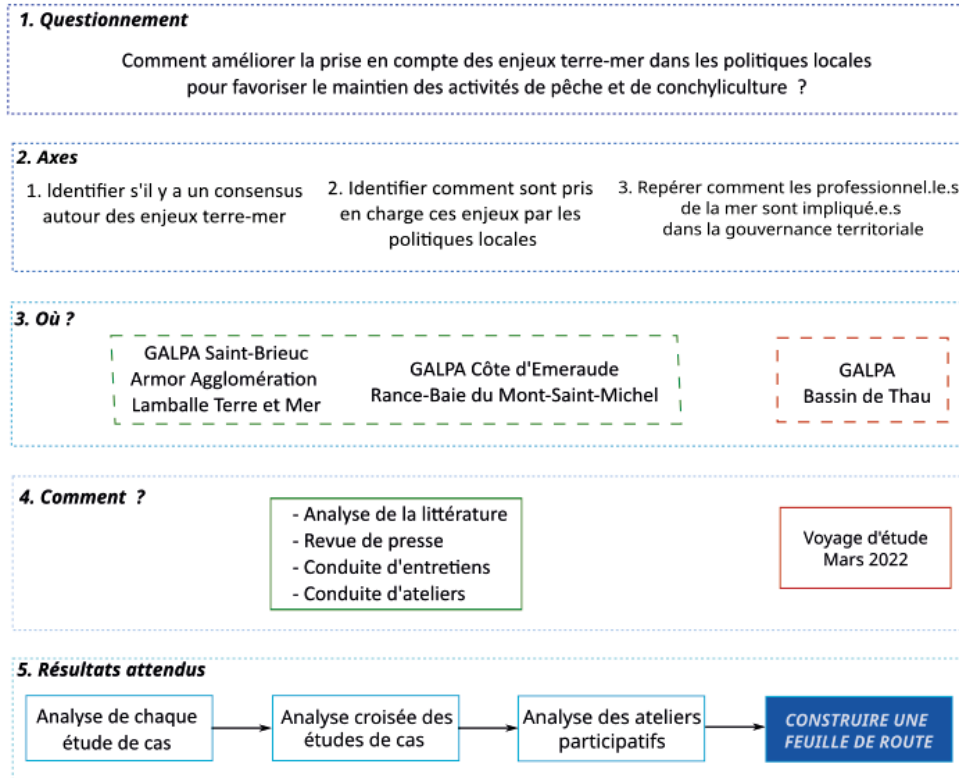 1. Questionnement
Comment améliorer la prise en compte des enjeux terre-mer dans les politiques locales
pour favoriser le maintien des activités de pêche et de conchyliculture ?
2. Axes
1. Identifier s'il y a un consensus
autour des enjeux terre-mer
2. Identifier comment sont pris
en charge ces enjeux par les
politiques locales
3. Repérer comment les professionnel.le.s
de la mer sont impliqué.e.s
dans la gouvernance territoriale
3. Où ?
GALPA Saint-Brieuc
Armor Agglomération
Lamballe Terre et Mer
GALPA Côte d'Emeraude
Rance-Baie du Mont-Saint-Michel
GALPA
Bassin de Thau
4. Comment ?
- Analyse de la littérature
- Revue de presse
- Conduite d'entretiens
- Conduite d'ateliers
Voyage d'étude
Mars 2022
5. Résultats attendus
Analyse de chaque
étude de cas
Analyse croisée des
études de cas
Analyse des ateliers
participatifs
CONSTRUIRE UNE
FEUILLE DE ROUTE